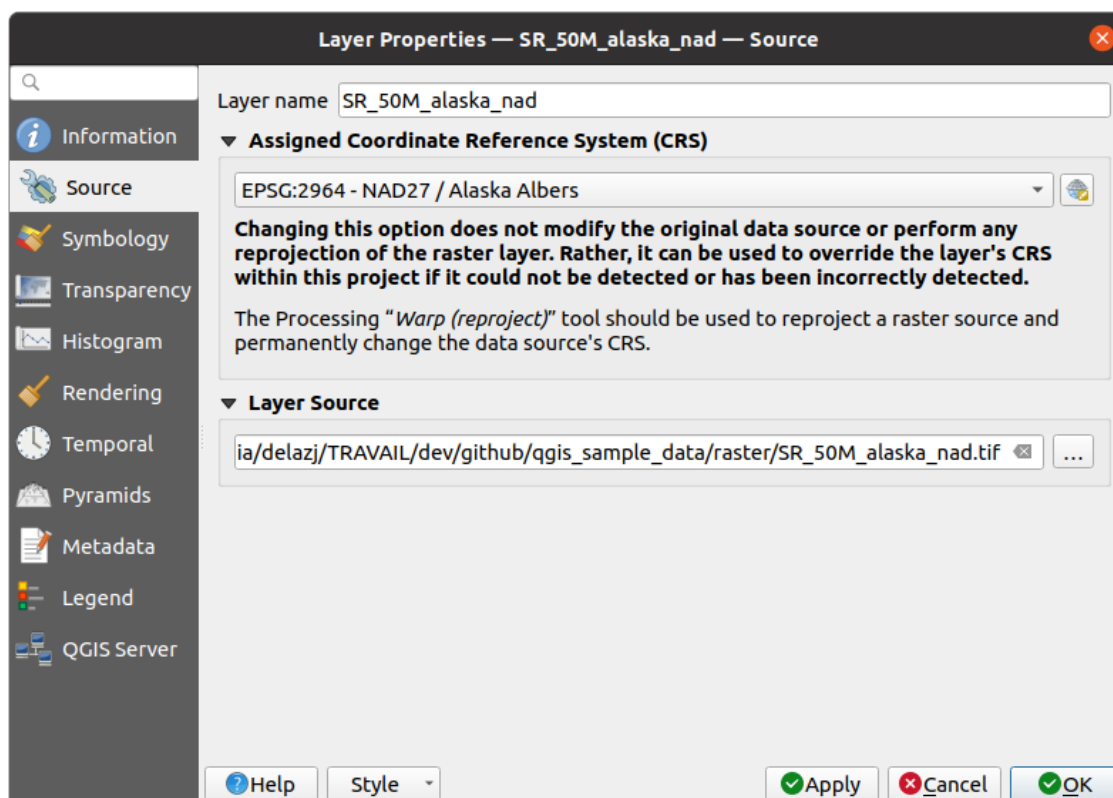 Layer Properties — SR_50M_alaska_nad — Source
Information
Source
Symbology
Transparency
Histogram
Rendering
Temporal
Pyramids
Metadata
Legend
QGIS Server
Layer name SR_50M_alaska_nad
Assigned Coordinate Reference System (CRS)
EPSG:2964 - NAD27 / Alaska Albers
Changing this option does not modify the original data source or perform any
reprojection of the raster layer. Rather, it can be used to override the layer's CRS
within this project if it could not be detected or has been incorrectly detected.
The Processing “Warp (reproject)” tool should be used to reproject a raster source and
permanently change the data source's CRS.
Layer Source
ia/delazj/TRAVAIL/dev/github/qgis_sample_data/raster/SR_50M_alaska_nad.tif
...
Help Style Apply Cancel OK